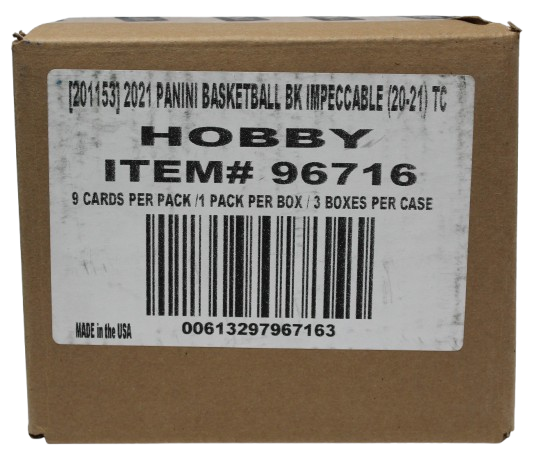 [201153] 2021 PANINI BASKETBALL BK IMPECCABLE (20-21) TC
HOBBY
ITEM# 96716
9 CARDS PER PACK /1 PACK PER BOX / 3 BOXES PER CASE
MADE in the USA
00613297967163